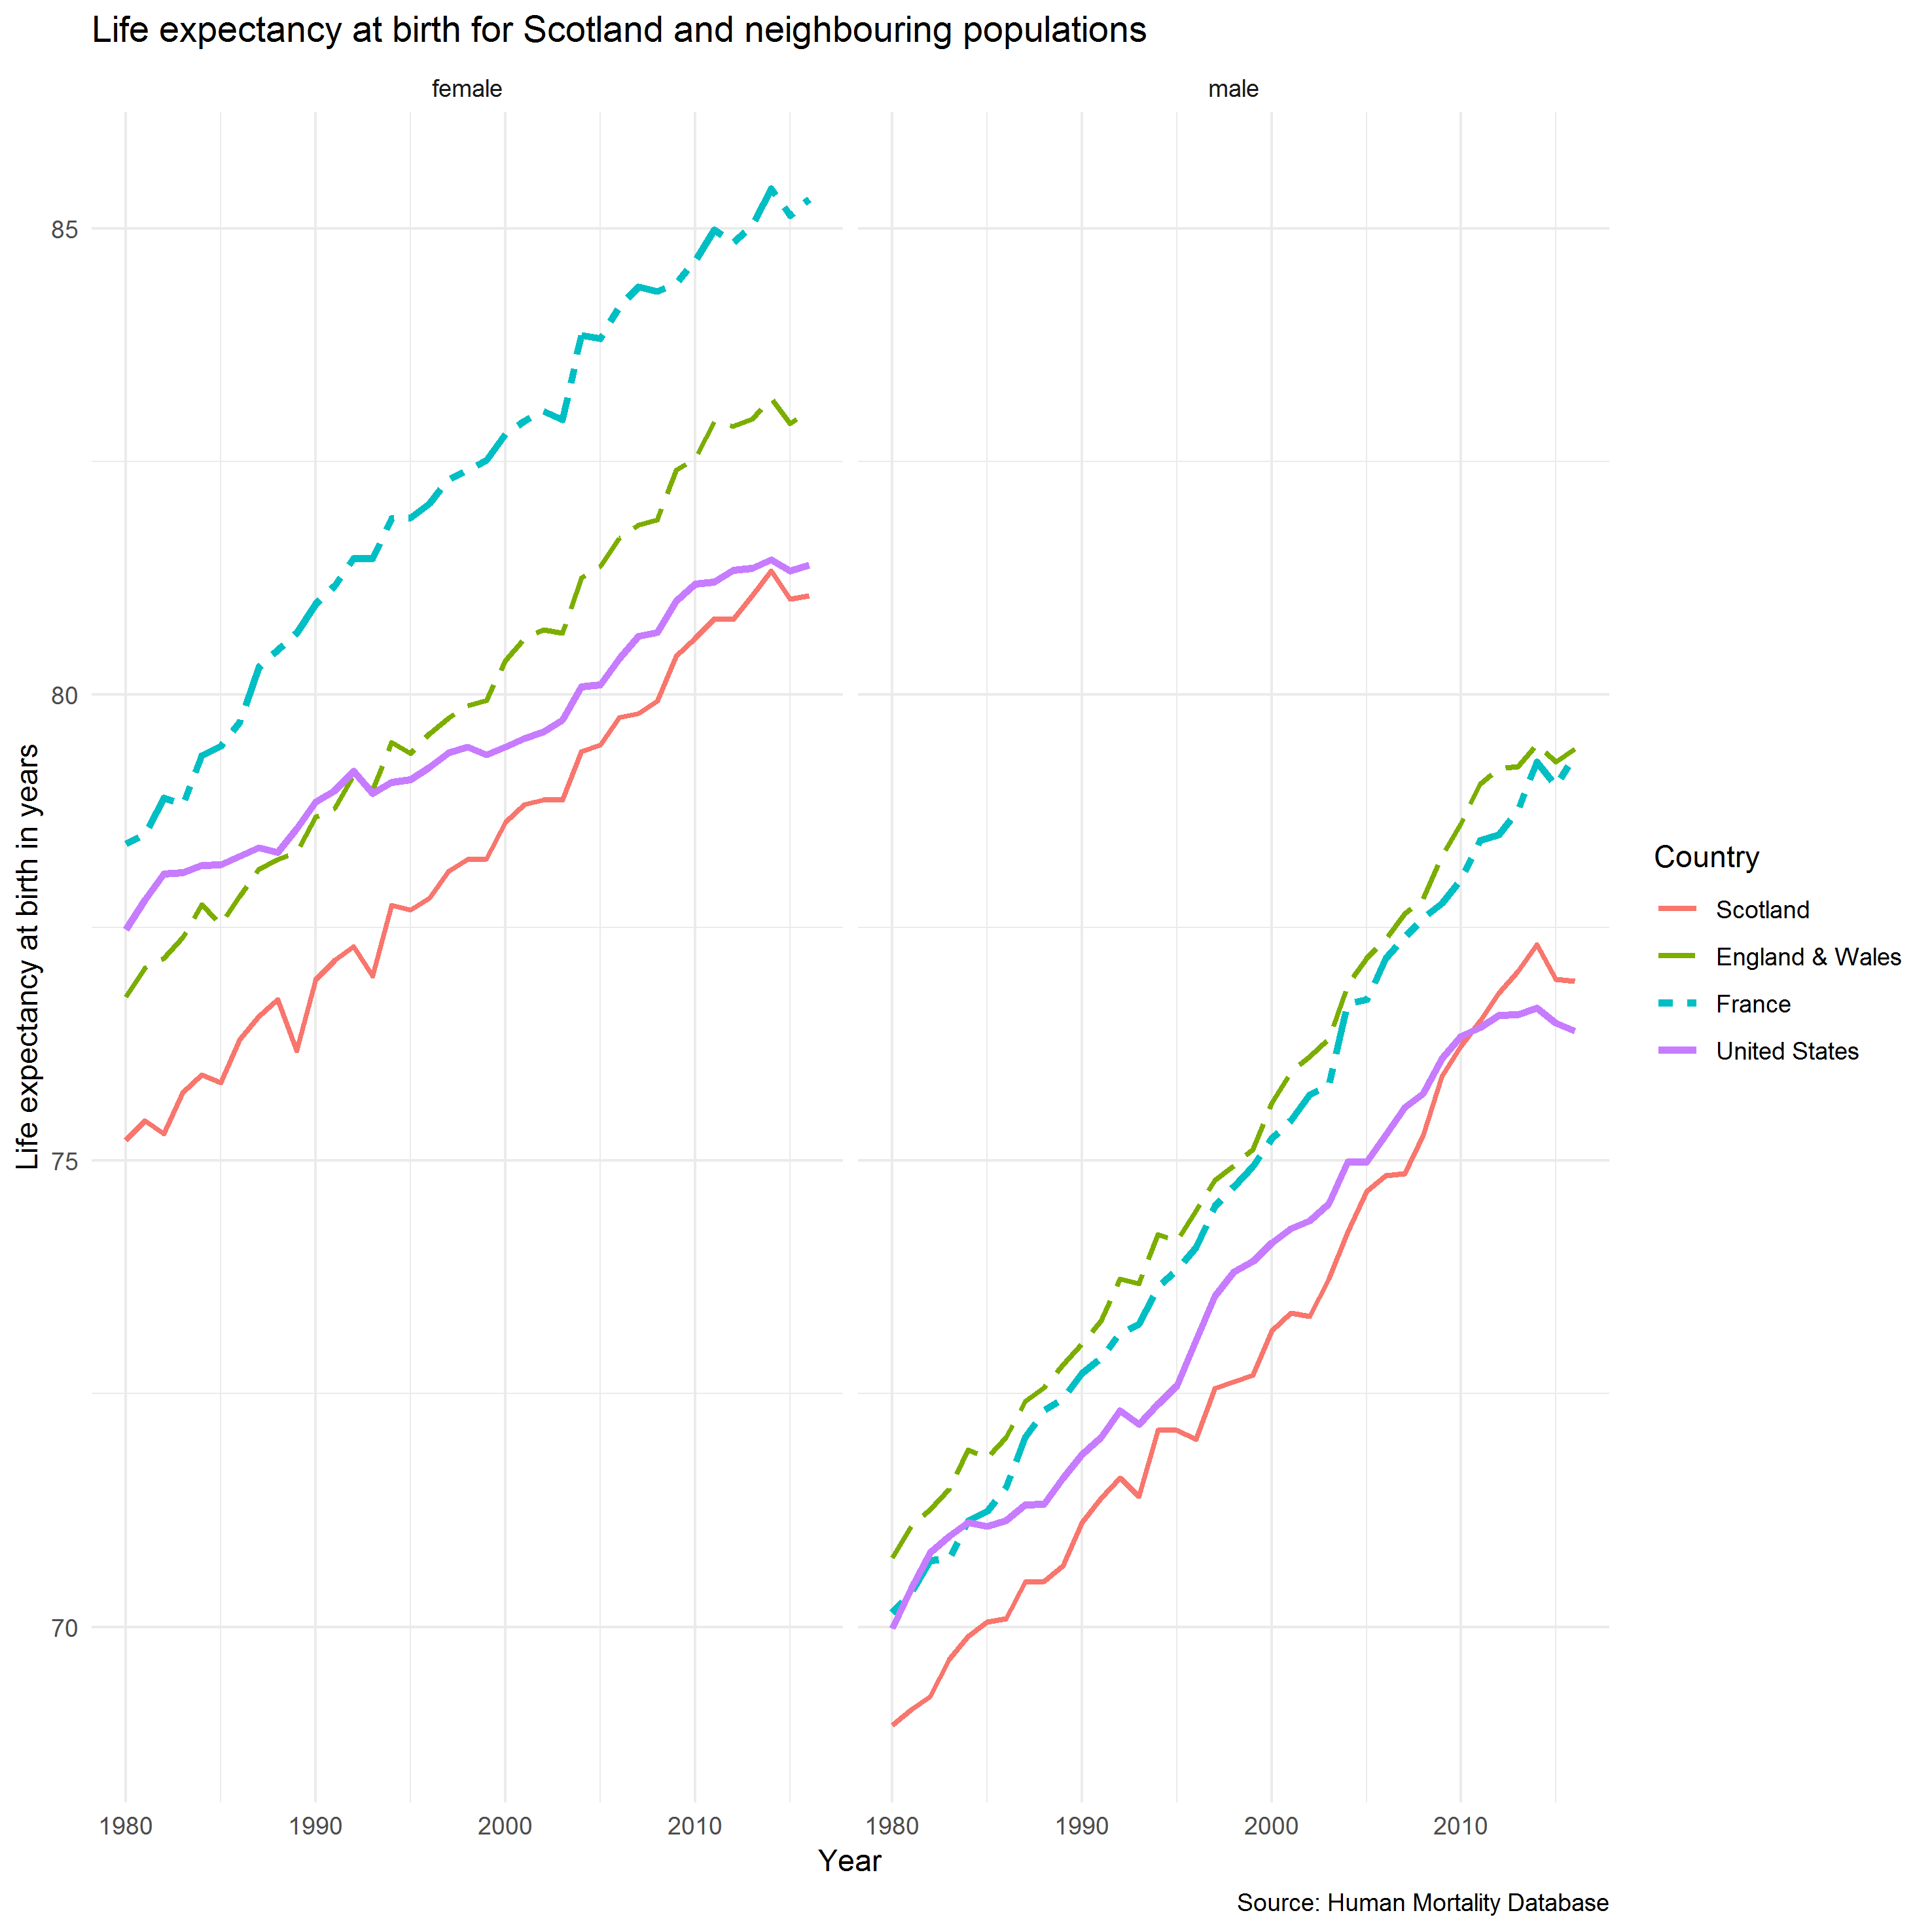 Life expectancy at birth for Scotland and neighbouring populations
female
male
85
80
75
70
Life expectancy at birth in years
1980
1990
2000
2010
1980
1990
2000
2010
Year
Country
Scotland
England & Wales
France
United States
Source: Human Mortality Database